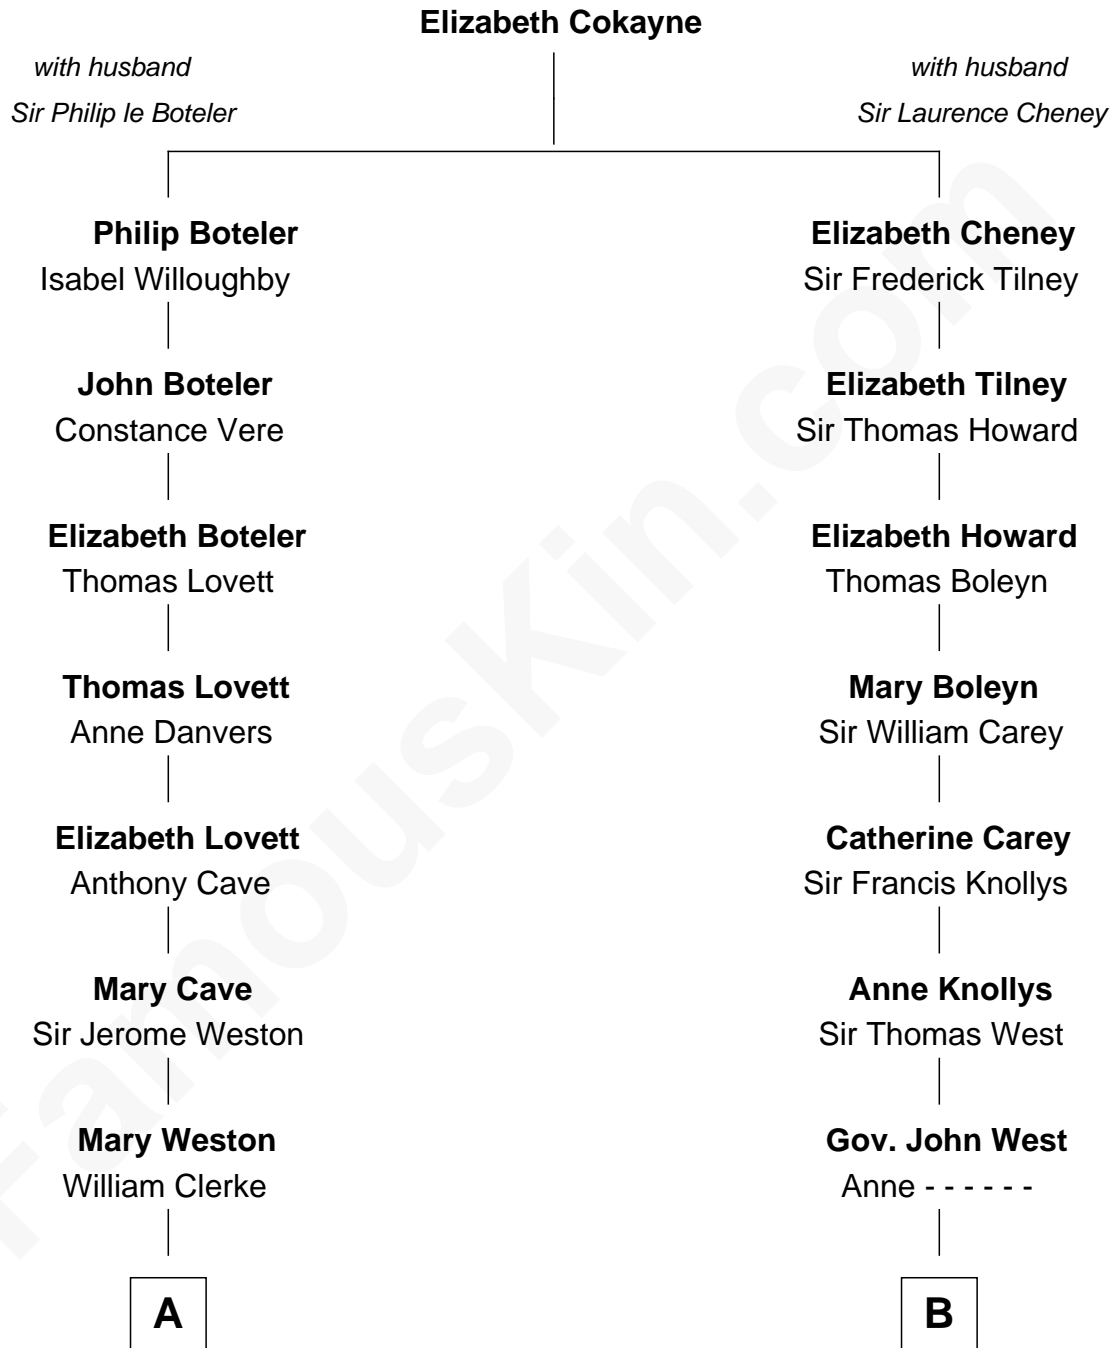 Elizabeth Cokayne
with husband
Sir Philip le Boteler
with husband
Sir Laurence Cheney
Philip Boteler
Isabel Willoughby
Elizabeth Cheney
Sir Frederick Tilney
John Boteler
Constance Vere
Elizabeth Tilney
Sir Thomas Howard
Elizabeth Boteler
Thomas Lovett
Elizabeth Howard
Thomas Boleyn
Thomas Lovett
Anne Danvers
Mary Boleyn
Sir William Carey
Elizabeth Lovett
Anthony Cave
Catherine Carey
Sir Francis Knollys
Mary Cave
Sir Jerome Weston
Anne Knollys
Sir Thomas West
Mary Weston
William Clerke
Gov. John West
Anne - - - - - -
A
B
FamousKin.com